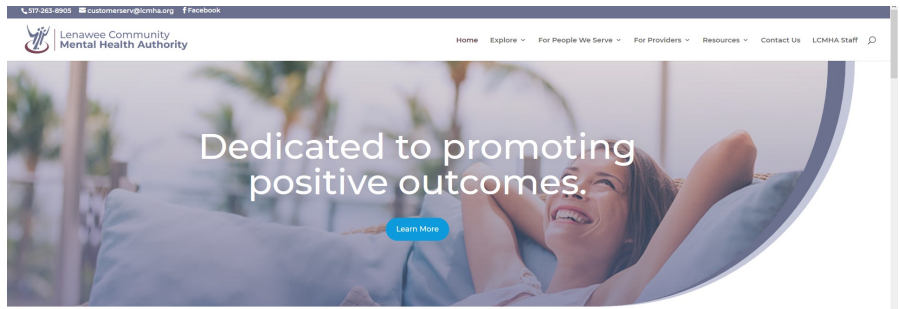 517-263-8905 customerserv@lcmha.org Facebook
Lenawee Community
Mental Health Authority
Home Explore For People We Serve For Providers Resources Contact Us LCMHA Staff
Dedicated to promoting
positive outcomes.
Learn More